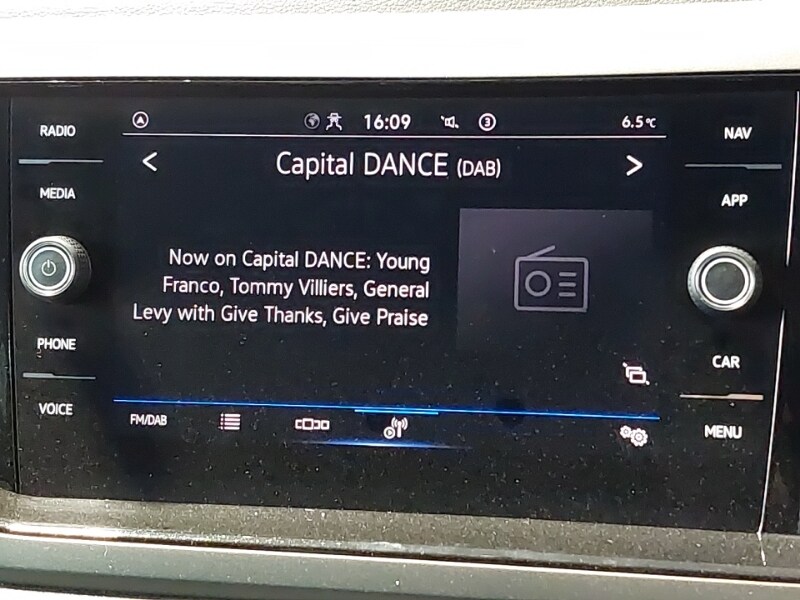 RADIO
MEDIA
PHONE
VOICE
16:09
3
6.5°C
Capital DANCE (DAB)
Now on Capital DANCE: Young
Franco, Tommy Villiers, General
Levy with Give Thanks, Give Praise
FM/DAB
NAV
APP
CAR
MENU